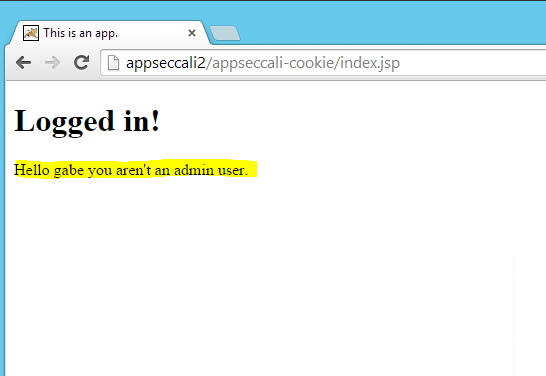 This is an app.
appseccali2/appseccali-cookie/index.jsp
Logged in!
Hello gabe you aren't an admin user.